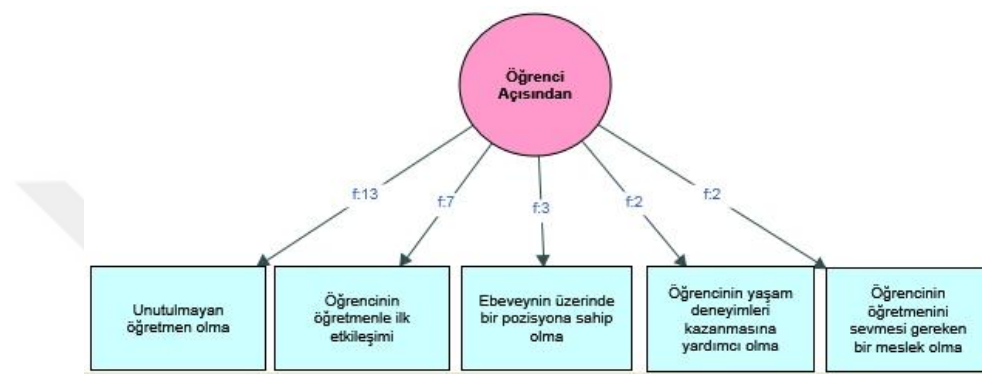 Öğrenci
Açısından
f:13
f:7
f:3
f:2
f:2
Unutulmayan
öğretmen olma
Öğrencinin
öğretmenle ilk
etkileşimi
Ebeveynin üzerinde
bir pozisyona sahip
olma
Öğrencinin yaşam
deneyimleri
kazanmasına
yardımcı olma
Öğrencinin
öğretmenini
sevmesi gereken
bir meslek olma